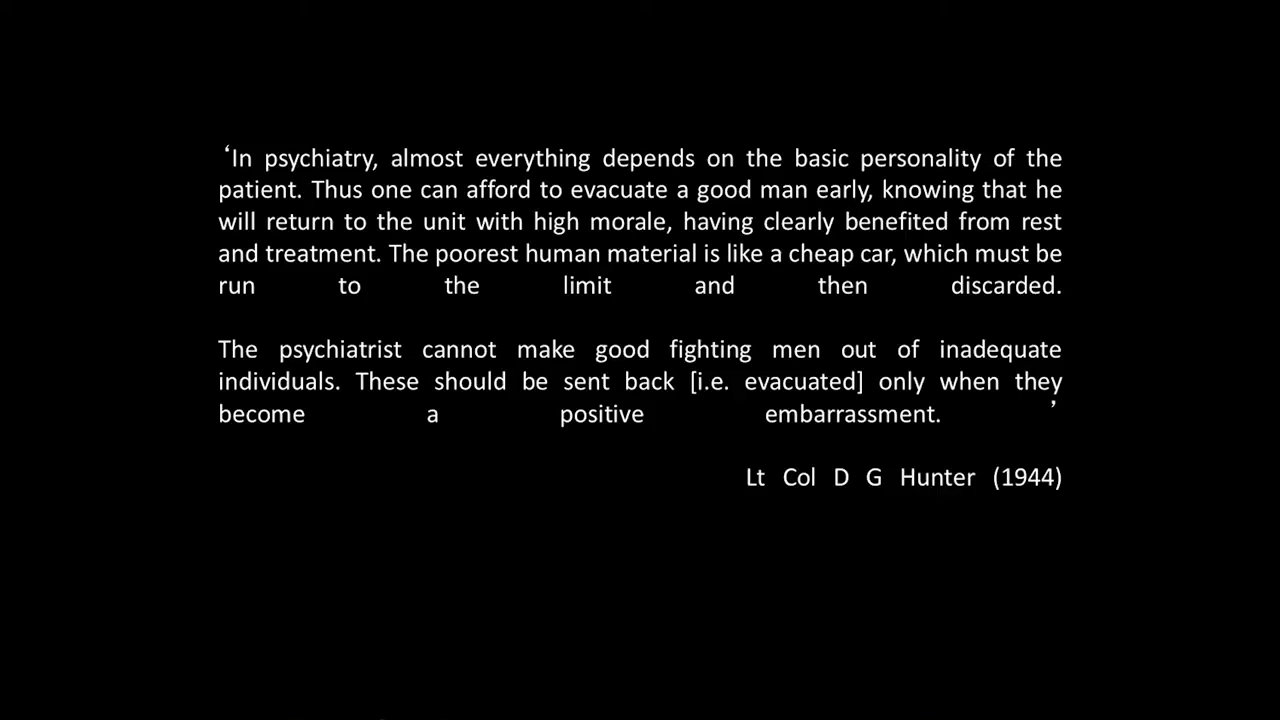 ‘In psychiatry, almost everything depends on the basic personality of the
patient. Thus one can afford to evacuate a good man early, knowing that he
will return to the unit with high morale, having clearly benefited from rest
and treatment. The poorest human material is like a cheap car, which must be
run to the limit and then discarded.
The psychiatrist cannot make good fighting men out of inadequate
individuals. These should be sent back [i.e. evacuated] only when they
become a positive embarrassment. ’
Lt Col D G Hunter (1944)